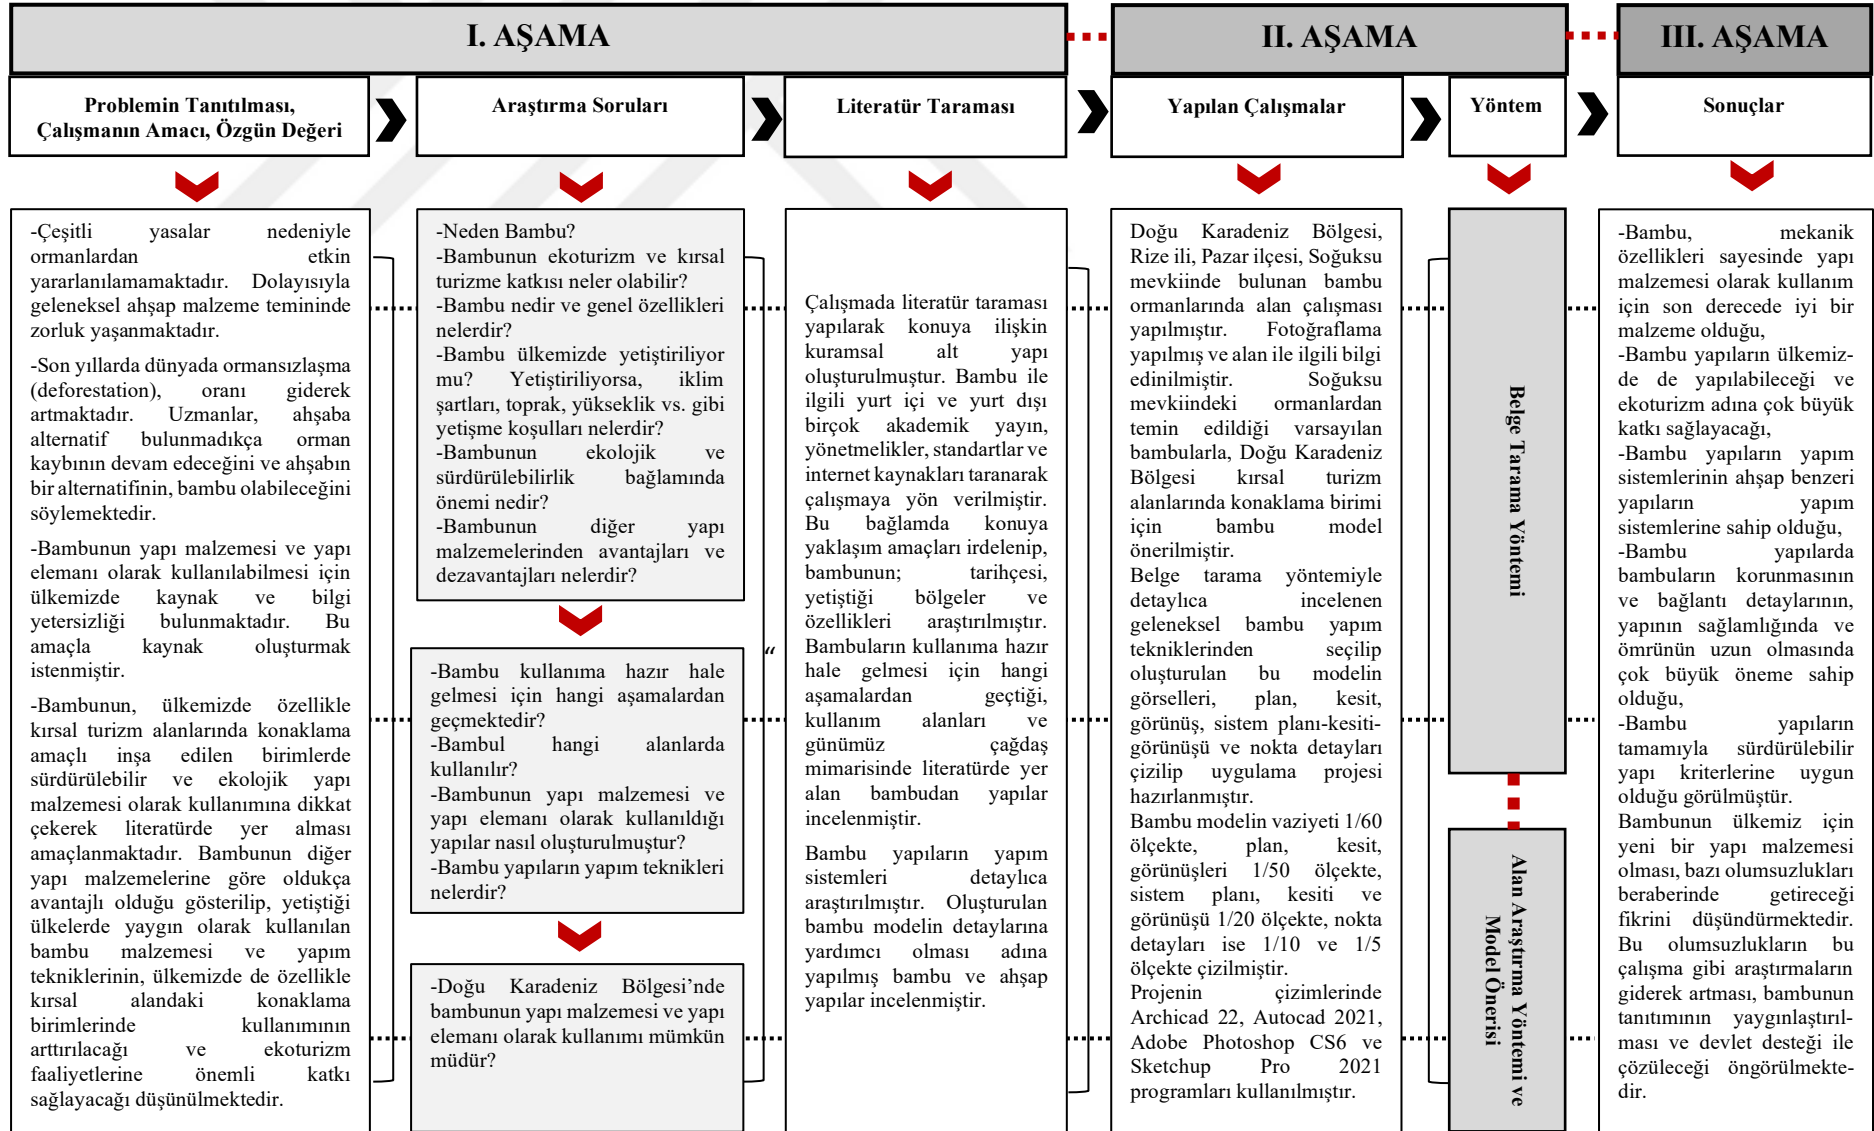 I. AŞAMA
II. AŞAMA
III. AŞAMA
Problemin Tanıtılması,
Çalışmanın Amacı, Özgün Değeri
Araştırma Soruları
Literatür Taraması
Yapılan Çalışmalar
Yöntem
Sonuçlar
-Çeşitli yasalar nedeniyle
ormanlardan etkin
yararlanılamamaktadır. Dolayısıyla
geleneksel ahşap malzeme temininde
zorluk yaşanmaktadır.
-Son yıllarda dünyada ormansızlaşma
(deforestation), oranı giderek
artmaktadır. Uzmanlar, ahşaba
alternatif bulunmadıkça orman
kaybının devam edeceğini ve ahşabın
bir alternatifinin, bambu olabileceğini
söylemektedir.
-Bambunun yapı malzemesi ve yapı
elemanı olarak kullanılabilmesi için
ülkemizde kaynak ve bilgi
yetersizliği bulunmaktadır. Bu
amaçla kaynak oluşturmak
istenmiştir.
-Bambunun, ülkemizde özellikle
kırsal turizm alanlarında konaklama
amaçlı inşa edilen birimlerde
sürdürülebilir ve ekolojik yapı
malzemesi olarak kullanımına dikkat
çekerek literatürde yer alması
amaçlanmaktadır. Bambunun diğer
yapı malzemelerine göre oldukça
avantajlı olduğu gösterilip, yetiştiği
ülkelerde yaygın olarak kullanılan
bambu malzemesi ve yapım
tekniklerinin, ülkemizde de özellikle
kırsal alandaki konaklama
birimlerinde kullanımının
arttırılacağı ve ekoturizm
faaliyetlerine önemli katkı
sağlayacağı düşünülmektedir.
-Neden Bambu?
-Bambunun ekoturizm ve kırsal
turizme katkısı neler olabilir?
-Bambu nedir ve genel özellikleri
nelerdir?
-Bambu ülkemizde yetiştiriliyor
mu? Yetiştiriliyorsa, iklim
şartları, toprak, yükseklik vs. gibi
yetişme koşulları nelerdir?
-Bambunun ekolojik ve
sürdürülebilirlik bağlamında
önemi nedir?
-Bambunun diğer yapı
malzemelerinden avantajları ve
dezavantajları nelerdir?
-Bambu kullanıma hazır hale
gelmesi için hangi aşamalardan
geçmektedir?
-Bambul hangi alanlarda
kullanılır?
-Bambunun yapı malzemesi ve
yapı elemanı olarak kullanıldığı
yapılar nasıl oluşturulmuştur?
-Bambu yapıların yapım teknikleri
nelerdir?
-Doğu Karadeniz Bölgesi’nde
bambunun yapı malzemesi ve yapı
elemanı olarak kullanımı mümkün
müdür?
“
Çalışmada literatür taraması
yapılarak konuya ilişkin
kuramsal alt yapı
oluşturulmuştur. Bambu ile
ilgili yurt içi ve yurt dışı
birçok akademik yayın,
yönetmelikler, standartlar ve
internet kaynakları taranarak
çalışmaya yön verilmiştir.
Bu bağlamda konuya
yaklaşım amaçları irdelenip,
bambunun; tarihçesi,
yetiştiği bölgeler ve
özellikleri araştırılmıştır.
Bambuların kullanıma hazır
hale gelmesi için hangi
aşamalardan geçtiği,
kullanım alanları ve
günümüz çağdaş
mimarisinde literatürde yer
alan bambudan yapılar
incelenmiştir.
Bambu yapıların yapım
sistemleri detaylıca
araştırılmıştır. Oluşturulan
bambu modelin detaylarına
yardımcı olması adına
yapılmış bambu ve ahşap
yapılar incelenmiştir.
Doğu Karadeniz Bölgesi,
Rize ili, Pazar ilçesi, Soğuksu
mevkiinde bulunan bambu
ormanlarında alan çalışması
yapılmıştır. Fotoğraflama
yapılmış ve alan ile ilgili bilgi
edinilmiştir. Soğuksu
mevkiindeki ormanlardan
temin edildiği varsayılan
bambularla, Doğu Karadeniz
Bölgesi kırsal turizm
alanlarında konaklama birimi
için bambu model
önerilmiştir.
Belge tarama yöntemiyle
detaylıca incelenen
geleneksel bambu yapım
tekniklerinden seçilip
oluşturulan bu modelin
görselleri, plan, kesit,
görünüş, sistem planı-kesiti-
görünüşü ve nokta detayları
çizilip uygulama projesi
hazırlanmıştır.
Bambu modelin vaziyeti 1/60
ölçekte, plan, kesit,
görünüşleri 1/50 ölçekte,
sistem planı, kesiti ve
görünüşü 1/20 ölçekte, nokta
detayları ise 1/10 ve 1/5
ölçekte çizilmiştir.
Projenin çizimlerinde
Archicad 22, Autocad 2021,
Adobe Photoshop CS6 ve
Sketchup Pro 2021
programları kullanılmıştır.
Belge Tarama Yöntemi
Alan Araştırma Yöntemi ve
Model Önerisi
-Bambu, mekanik
özellikleri sayesinde yapı
malzemesi olarak kullanım
için son derecede iyi bir
malzeme olduğu,
-Bambu yapıların ülkemiz-
de de yapılabileceği ve
ekoturizm adına çok büyük
katkı sağlayacağı,
-Bambu yapıların yapım
sistemlerinin ahşap benzeri
yapıların yapım
sistemlerine sahip olduğu,
-Bambu yapılarda
bambuların korunmasının
ve bağlantı detaylarının,
yapının sağlamlığında ve
ömrünün uzun olmasında
çok büyük öneme sahip
olduğu,
-Bambu yapıların
tamamıyla sürdürülebilir
yapı kriterlerine uygun
olduğu görülmüştür.
Bambunun ülkemiz için
yeni bir yapı malzemesi
olması, bazı olumsuzlukları
beraberinde getireceği
fikrini düşündürmektedir.
Bu olumsuzlukların bu
çalışma gibi araştırmaların
giderek artması, bambunun
tanıtımının yaygınlaştırıl-
ması ve devlet desteği ile
çözüleceği öngörülmekte-
dir.